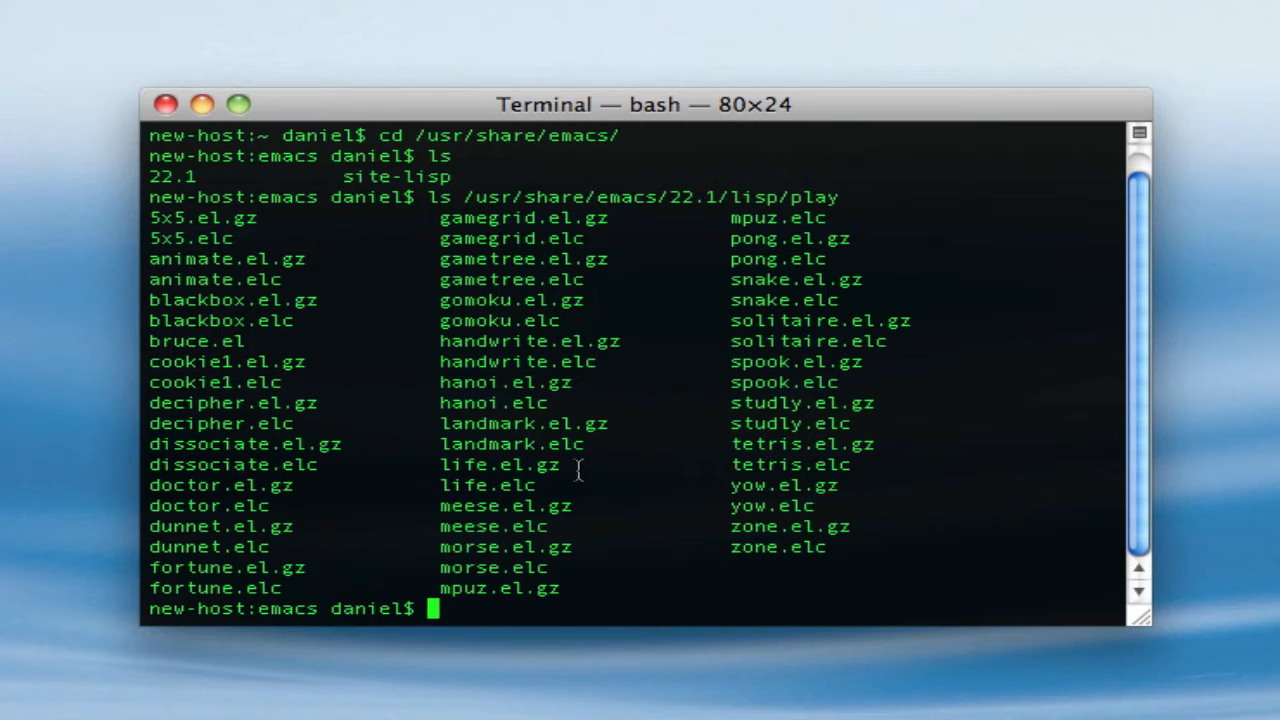 Terminal — bash — 80×24
new-host:~ daniel$ cd /usr/share/emacs/
new-host:emacs daniel$ ls
22.1 site-lisp
new-host:emacs daniel$ ls /usr/share/emacs/22.1/lisp/play
5x5.el.gz gamegrid.el.gz mpuz.elc
5x5.elc gamegrid.elc pong.el.gz
animate.el.gz gametree.el.gz pong.elc
animate.elc gametree.elc snake.el.gz
blackbox.el.gz gomoku.el.gz snake.elc
blackbox.elc gomoku.elc solitaire.el.gz
bruce.el handwrite.el.gz solitaire.elc
cookie1.el.gz handwrite.elc spook.el.gz
cookie1.elc hanoi.el.gz spook.elc
decipher.el.gz hanoi.elc studly.el.gz
decipher.elc landmark.el.gz studly.elc
dissociate.el.gz landmark.elc tetris.el.gz
dissociate.elc life.el.gz tetris.elc
doctor.el.gz life.elc yow.el.gz
doctor.elc meese.el.gz yow.elc
dunnet.el.gz meese.elc zone.el.gz
dunnet.elc morse.el.gz zone.elc
fortune.el.gz morse.elc
fortune.elc mpuz.el.gz
new-host:emacs daniel$